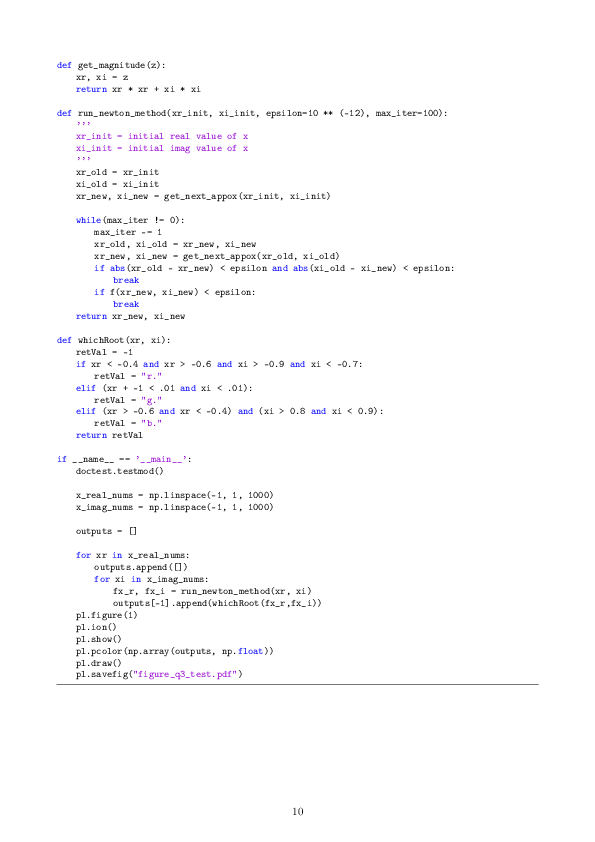 def get_magnitude(z):
    xr, xi = z
    return xr * xr + xi * xi
def run_newton_method(xr_init, xi_init, epsilon=10 ** (-12), max_iter=100):
    '''
    xr_init = initial real value of x
    xi_init = initial imag value of x
    '''
    xr_old = xr_init
    xi_old = xi_init
    xr_new, xi_new = get_next_appox(xr_init, xi_init)
    while(max_iter != 0):
        max_iter -= 1
        xr_old, xi_old = xr_new, xi_new
        xr_new, xi_new = get_next_appox(xr_old, xi_old)
        if abs(xr_old - xr_new) < epsilon and abs(xi_old - xi_new) < epsilon:
            break
        if f(xr_new, xi_new) < epsilon:
            break
    return xr_new, xi_new
def whichRoot(xr, xi):
    retVal = -1
    if xr < -0.4 and xr > -0.6 and xi > -0.9 and xi < -0.7:
        retVal = "r."
    elif (xr + -1 < .01 and xi < .01):
        retVal = "g."
    elif (xr > -0.6 and xr < -0.4) and (xi > 0.8 and xi < 0.9):
        retVal = "b."
    return retVal
if __name__ == '__main__':
    doctest.testmod()
    x_real_nums = np.linspace(-1, 1, 1000)
    x_imag_nums = np.linspace(-1, 1, 1000)
    outputs = []
    for xr in x_real_nums:
        outputs.append([])
        for xi in x_imag_nums:
            fx_r, fx_i = run_newton_method(xr, xi)
            outputs[-1].append(whichRoot(fx_r,fx_i))
    pl.figure(1)
    pl.ion()
    pl.show()
    pl.pcolor(np.array(outputs, np.float))
    pl.draw()
    pl.savefig("figure_q3_test.pdf")
10